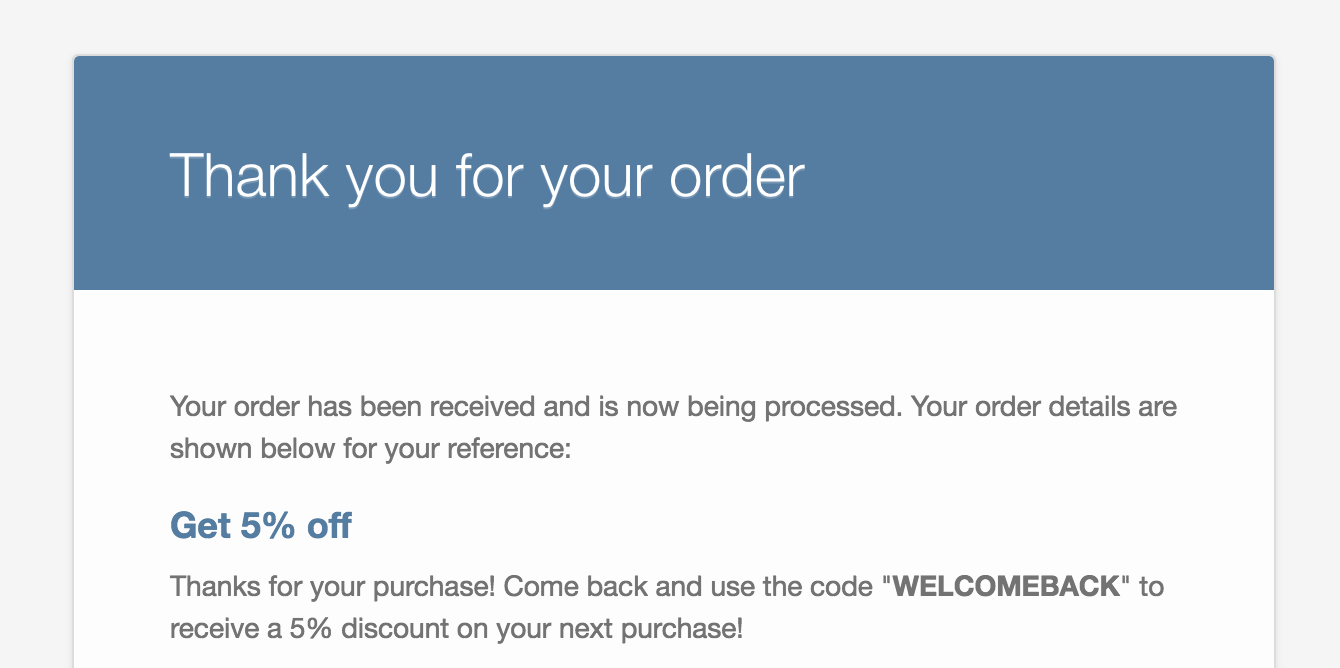 Thank you for your order
Your order has been received and is now being processed. Your order details are
shown below for your reference:
Get 5% off
Thanks for your purchase! Come back and use the code "WELCOMEBACK" to
receive a 5% discount on your next purchase!